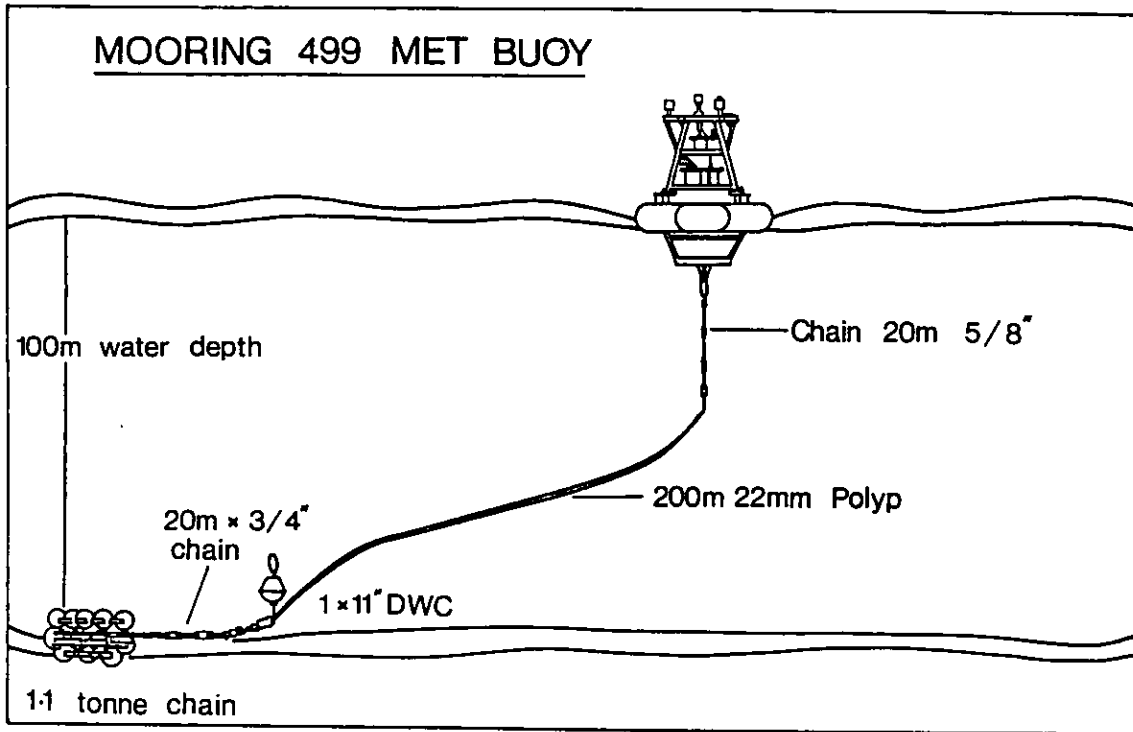 MOORING 499 MET BUOY
100m water depth
Chain 20m 5/8"
200m 22mm Polyp
20m × 3/4"
chain
1×11" DWC
1·1 tonne chain